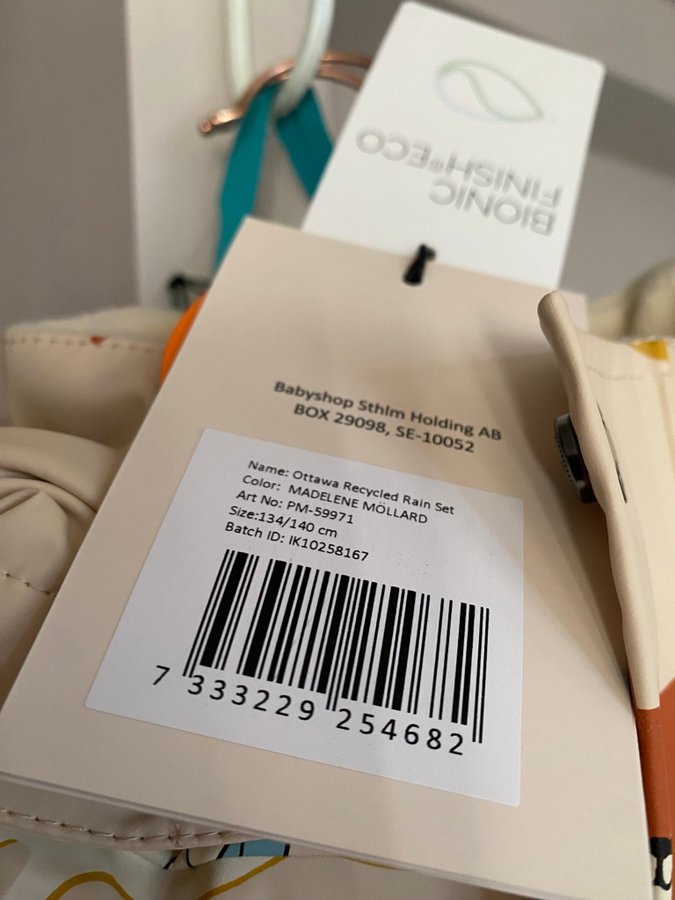 BIONIC
FINISH®ECO
Babyshop Sthlm Holding AB
BOX 29098, SE-10052
Name: Ottawa Recycled Rain Set
Color:  MADELENE MÖLLARD
Art No: PM-59971
Size:134/140 cm
Batch ID: IK10258167
7 333229 254682